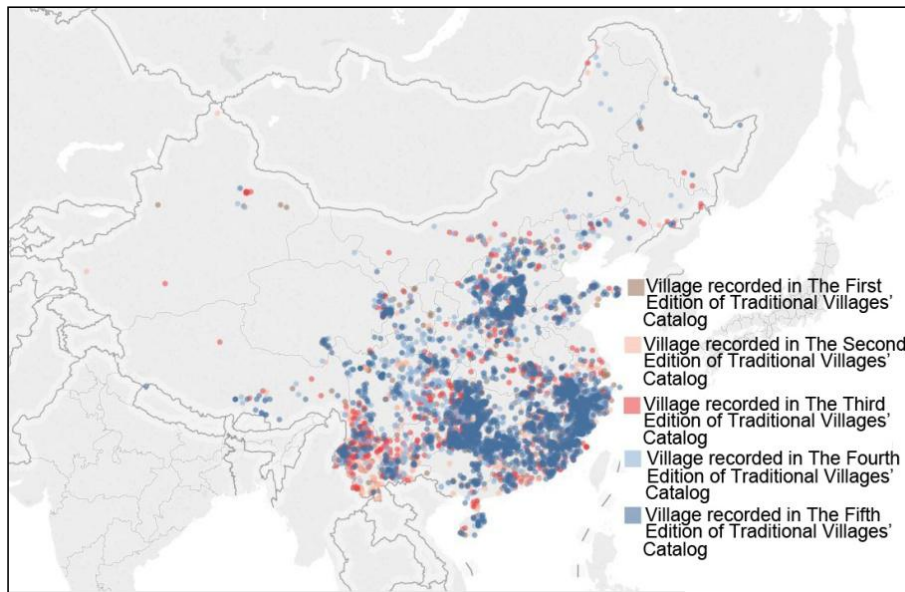 Village recorded in The First
Edition of Traditional Villages'
Catalog
Village recorded in The Second
Edition of Traditional Villages'
Catalog
Village recorded in The Third
Edition of Traditional Villages'
Catalog
Village recorded in The Fourth
Edition of Traditional Villages'
Catalog
Village recorded in The Fifth
Edition of Traditional Villages'
Catalog